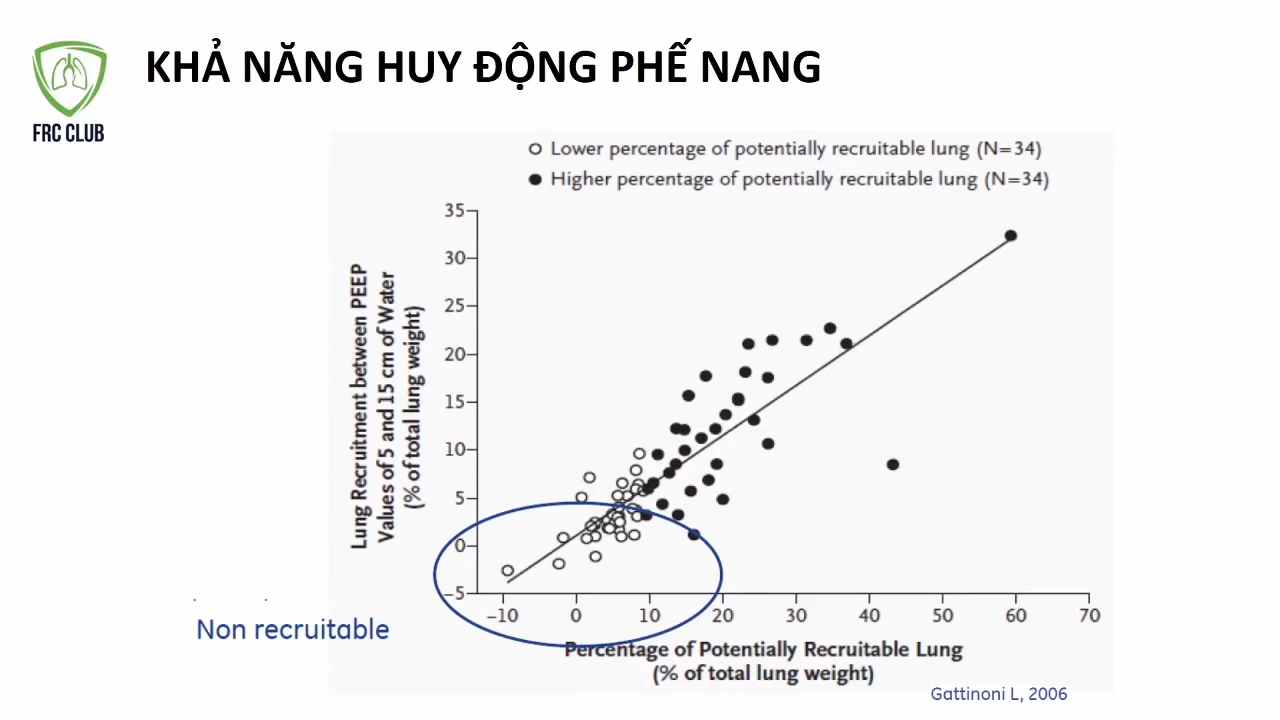 KHẢ NĂNG HUY ĐỘNG PHẾ NANG
FRC CLUB
Lower percentage of potentially recruitable lung (N=34)
Higher percentage of potentially recruitable lung (N=34)
Lung Recruitment between PEEP
Values of 5 and 15 cm of Water
(% of total lung weight)
35
30
25
20
15
10
5
0
–5
–10 0 10 20 30 40 50 60 70
Non recruitable
Percentage of Potentially Recruitable Lung
(% of total lung weight)
Gattinoni L, 2006